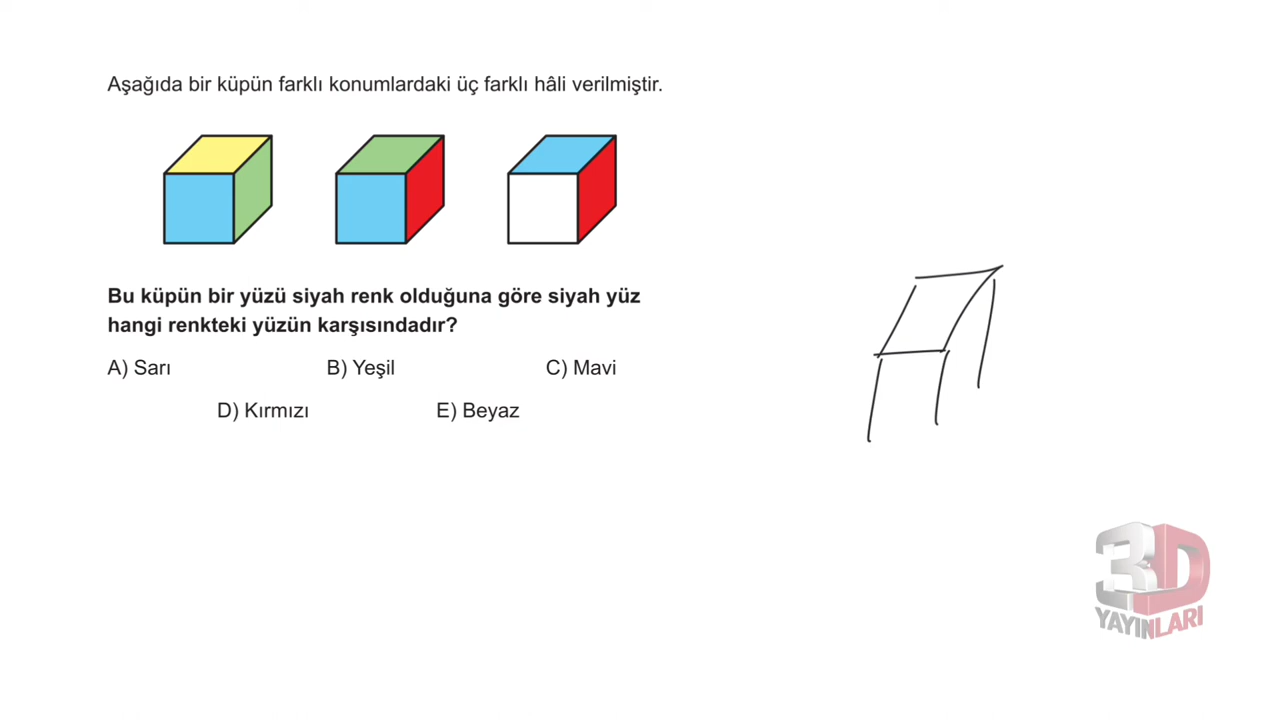 Aşağıda bir küpün farklı konumlardaki üç farklı hâli verilmiştir.
Bu küpün bir yüzü siyah renk olduğuna göre siyah yüz
hangi renkteki yüzün karşısındadır?
A) Sarı B) Yeşil C) Mavi
D) Kırmızı E) Beyaz
3D
YAYINLARI